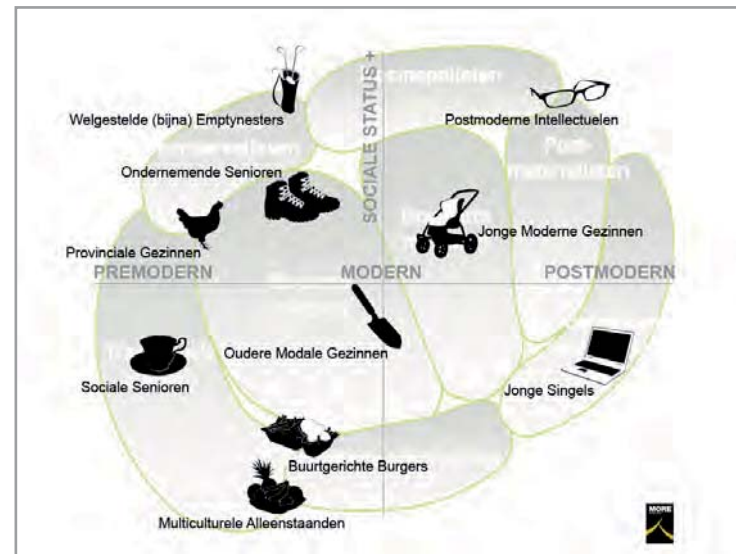 SOCIALE STATUS +
Welgestelde (bijna) Emptynesters
Postmoderne Intellectuelen
Ondernemende Senioren
Jonge Moderne Gezinnen
Provinciale Gezinnen
PREMODERN
MODERN
POSTMODERN
Oudere Modale Gezinnen
Sociale Senioren
Jonge Singels
Buurtgerichte Burgers
Multiculturele Alleenstaanden
MORE